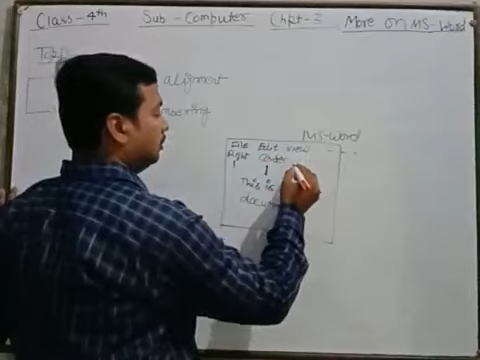 Class-4th Sub-Computer Chpt-3 More on MS-Word
alignment
MS-Word
File Edit View
Right Center
This is